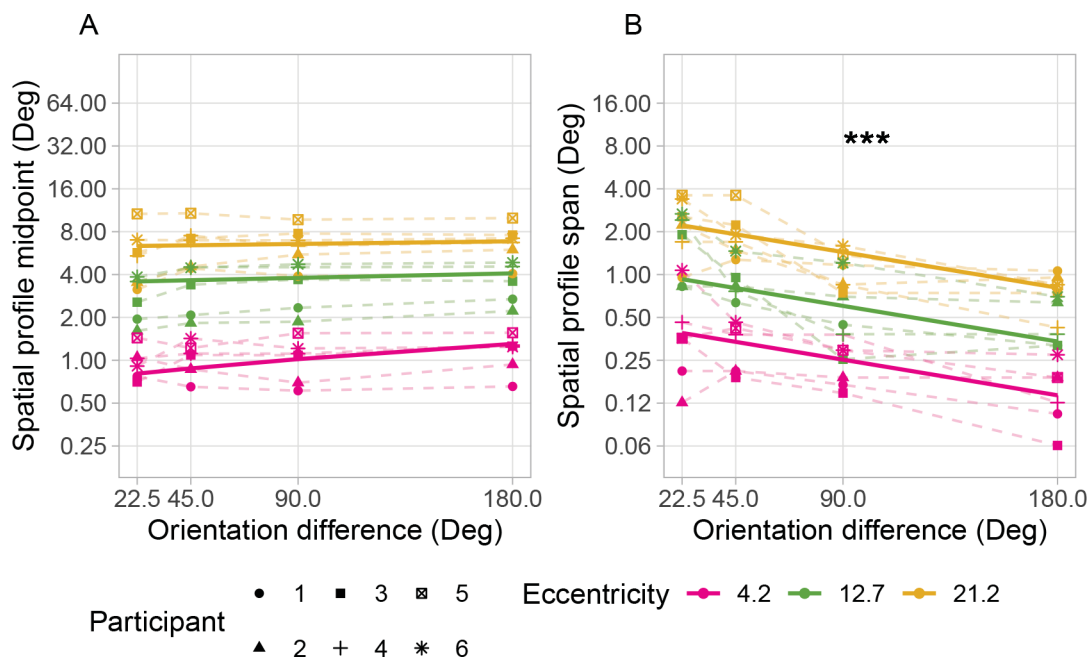 A
B
Spatial profile midpoint (Deg)
64.00
32.00
16.00
8.00
4.00
2.00
1.00
0.50
0.25
22.5 45.0 90.0 180.0
Orientation difference (Deg)
Spatial profile span (Deg)
16.00
8.00
4.00
2.00
1.00
0.50
0.25
0.12
0.06
***
22.5 45.0 90.0 180.0
Orientation difference (Deg)
Participant
1 3 5
2 4 6
Eccentricity 4.2 12.7 21.2